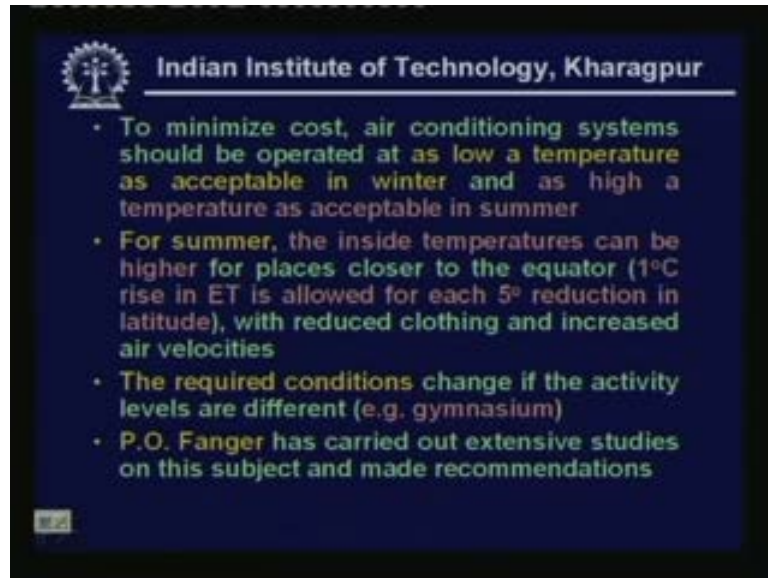 Indian Institute of Technology, Kharagpur
• To minimize cost, air conditioning systems
should be operated at as low a temperature
as acceptable in winter and as high a
temperature as acceptable in summer
• For summer, the inside temperatures can be
higher for places closer to the equator (1°C
rise in ET is allowed for each 5° reduction in
latitude), with reduced clothing and increased
air velocities
• The required conditions change if the activity
levels are different (e.g. gymnasium)
• P.O. Fanger has carried out extensive studies
on this subject and made recommendations